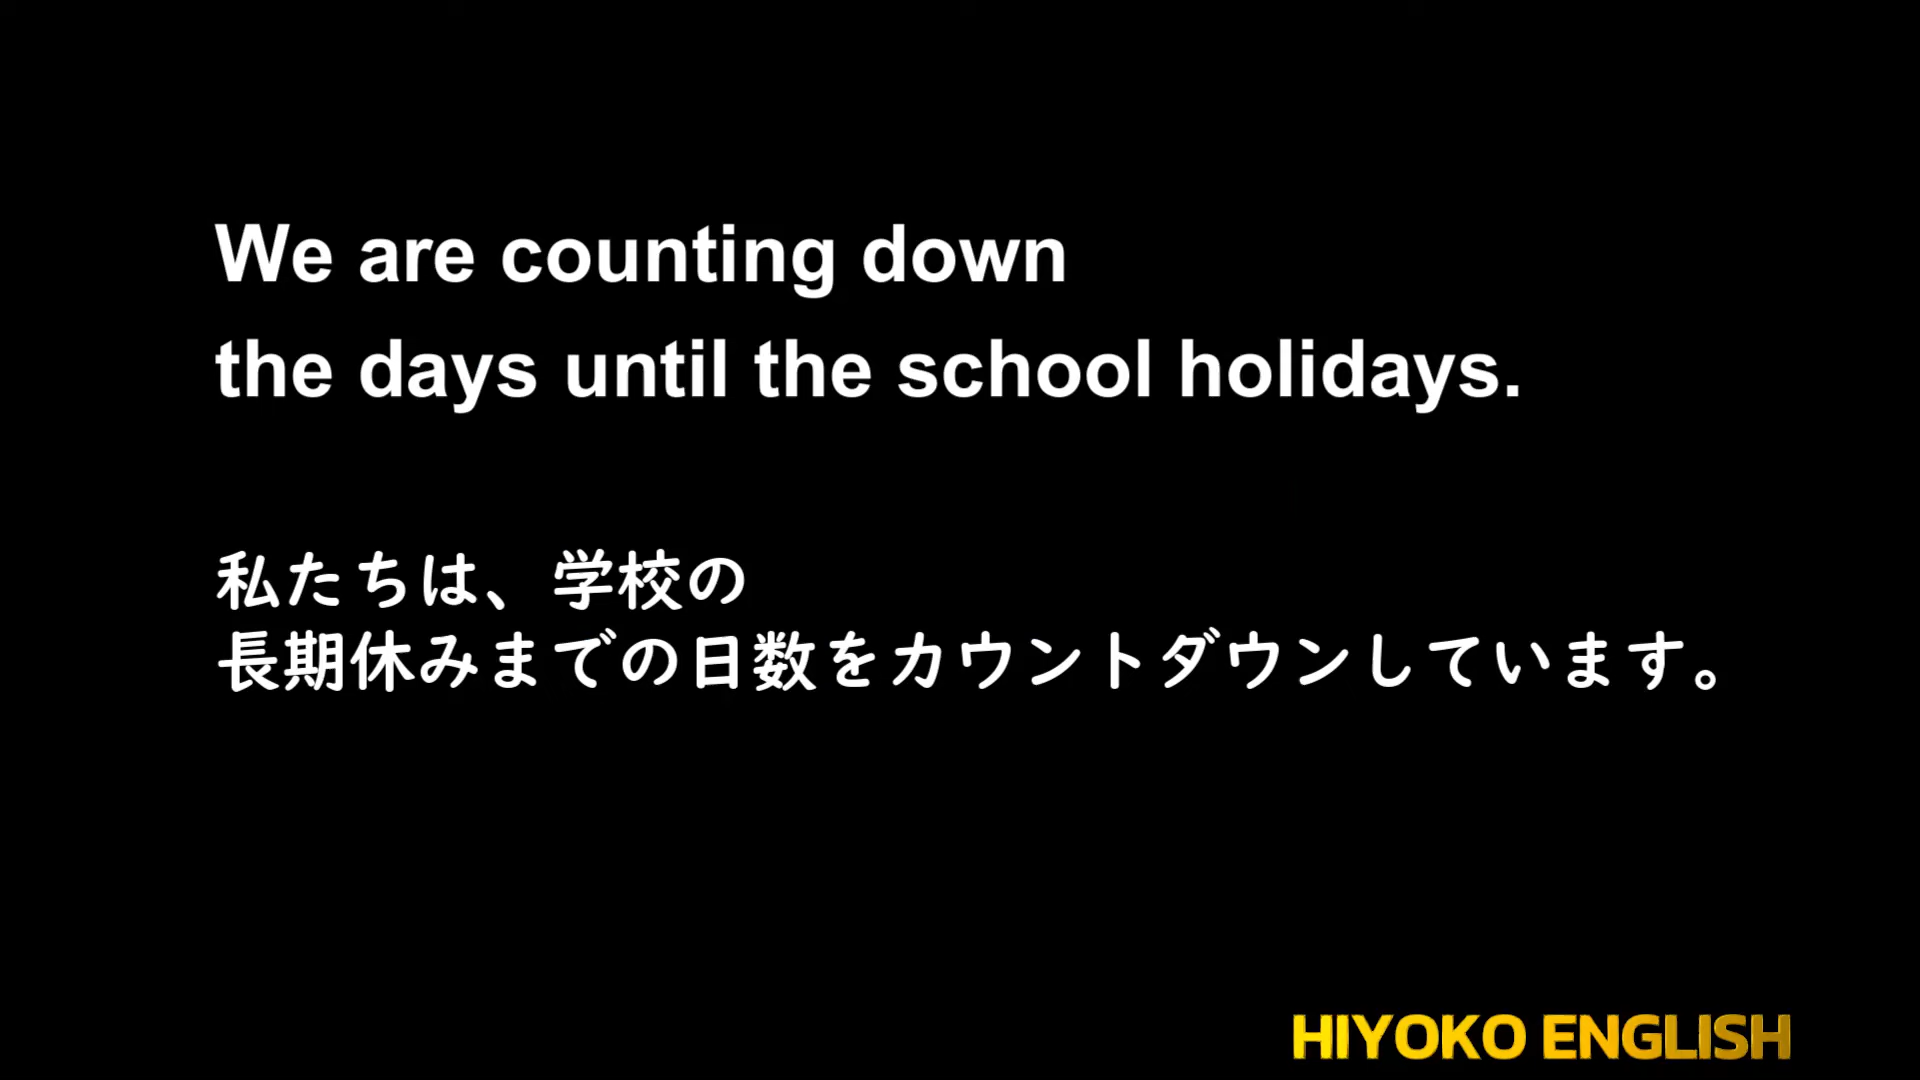 We are counting down
the days until the school holidays.
私たちは、学校の
長期休みまでの日数をカウントダウンしています。
HIYOKO ENGLISH